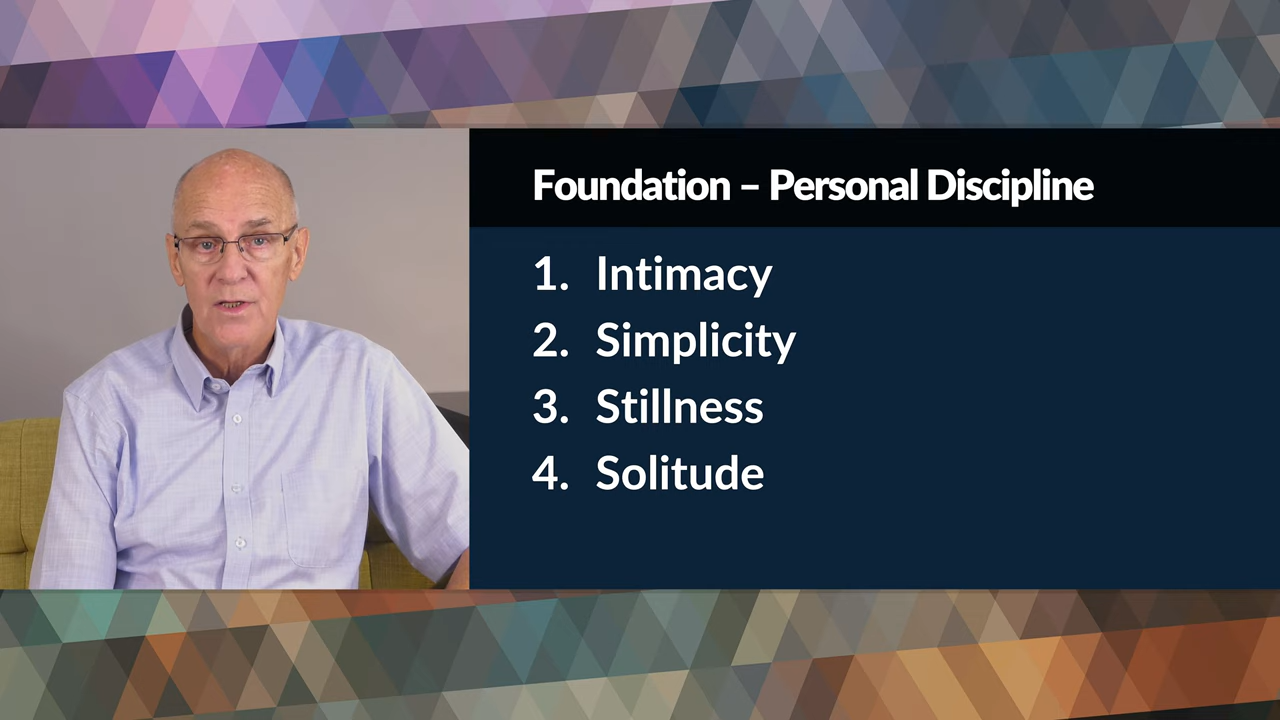 Foundation – Personal Discipline
1. Intimacy
2. Simplicity
3. Stillness
4. Solitude